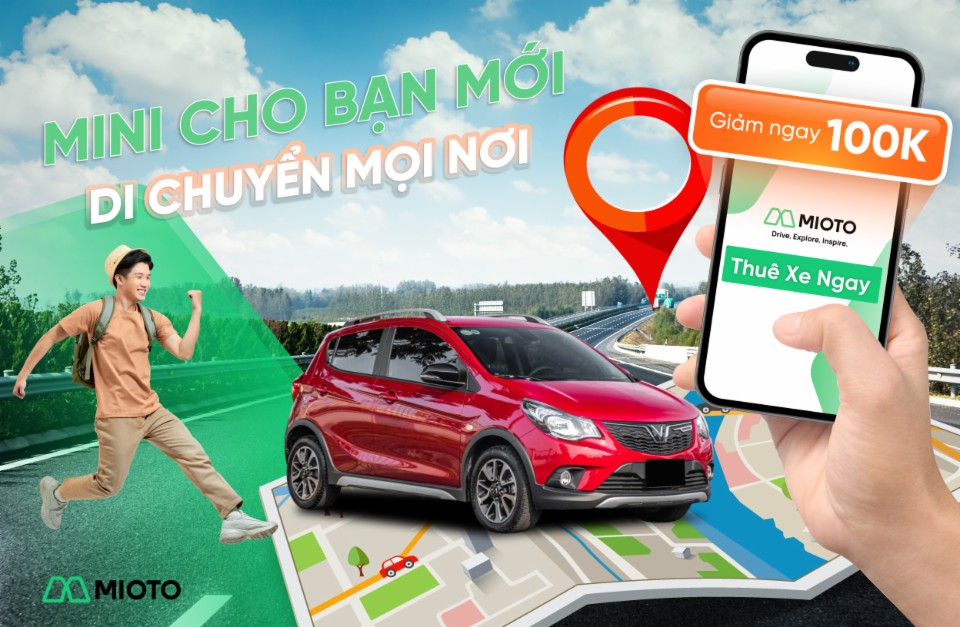 MINI CHO BẠN MỚI
DI CHUYỂN MỌI NƠI
Giảm ngay 100K
MIOTO
Drive. Explore. Inspire.
Thuê Xe Ngay
MIOTO